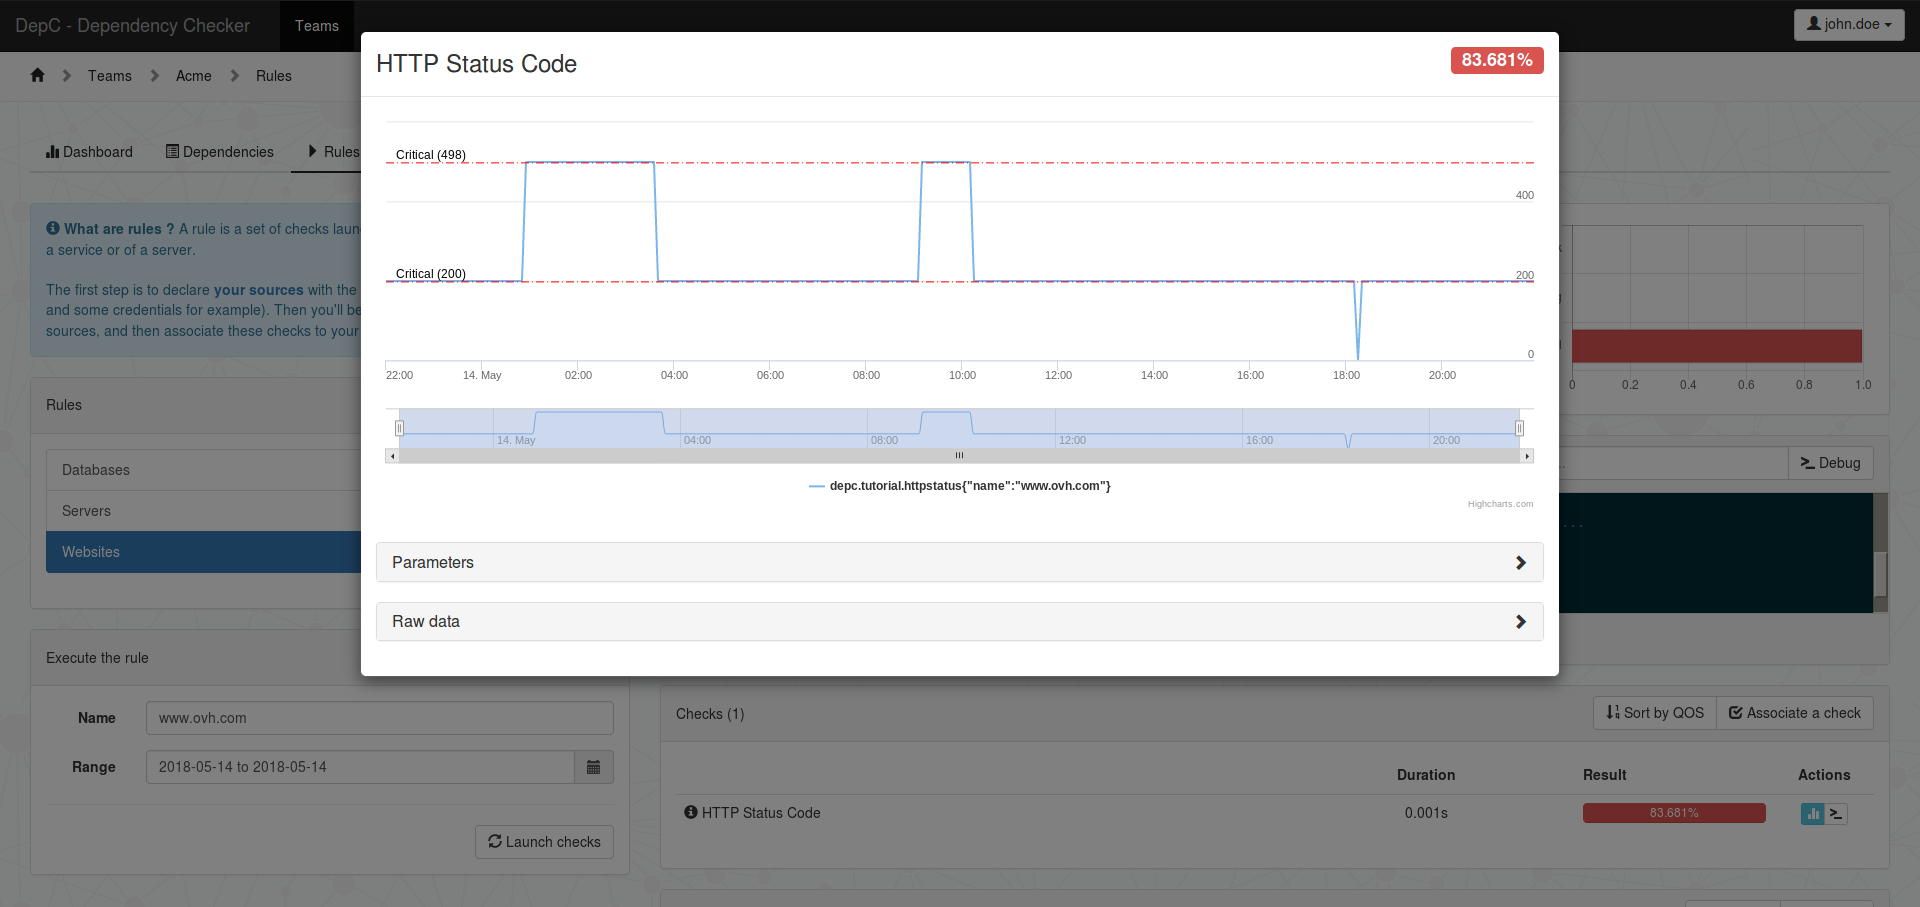 DepC - Dependency Checker
Teams
john.doe
Teams
Acme
Rules
HTTP Status Code
83.681%
Dashboard
Dependencies
Rules
What are rules ? A rule is a set of checks
a service or of a server.
The first step is to declare your sources with the
and some credentials for example). Then you'll be
sources, and then associate these checks to your
Critical (498)
400
Critical (200)
200
0
22:00
14. May
02:00
04:00
06:00
08:00
10:00
12:00
14:00
16:00
18:00
20:00
14. May
04:00
08:00
12:00
16:00
20:00
depc.tutorial.httpstatus{"name":"www.ovh.com"}
Highcharts.com
Parameters
Raw data
0
0.2
0.4
0.6
0.8
1.0
Debug
Rules
Databases
Servers
Websites
Execute the rule
Name
www.ovh.com
Range
2018-05-14 to 2018-05-14
Launch checks
Checks (1)
Sort by QOS
Associate a check
Duration
Result
Actions
HTTP Status Code
0.001s
83.681%